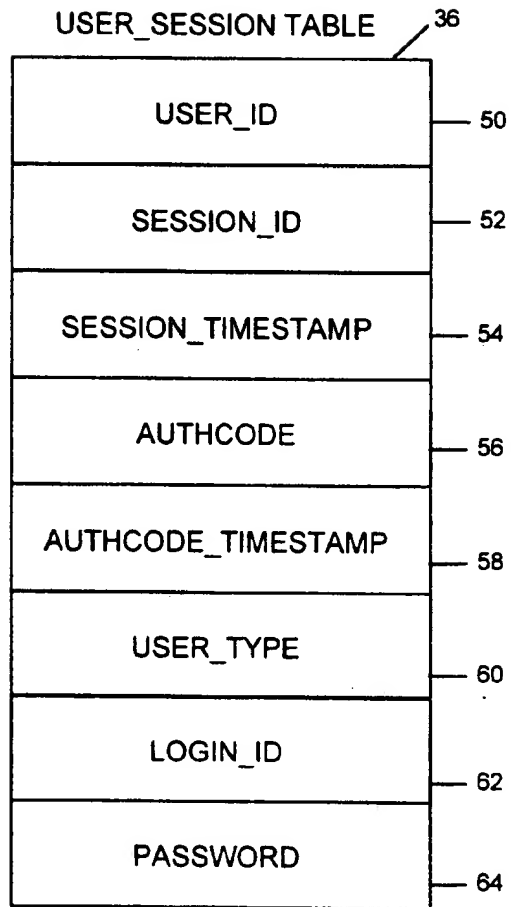 USER_SESSION TABLE 36
USER_ID 50
SESSION_ID 52
SESSION_TIMESTAMP 54
AUTHCODE 56
AUTHCODE_TIMESTAMP 58
USER_TYPE 60
LOGIN_ID 62
PASSWORD 64